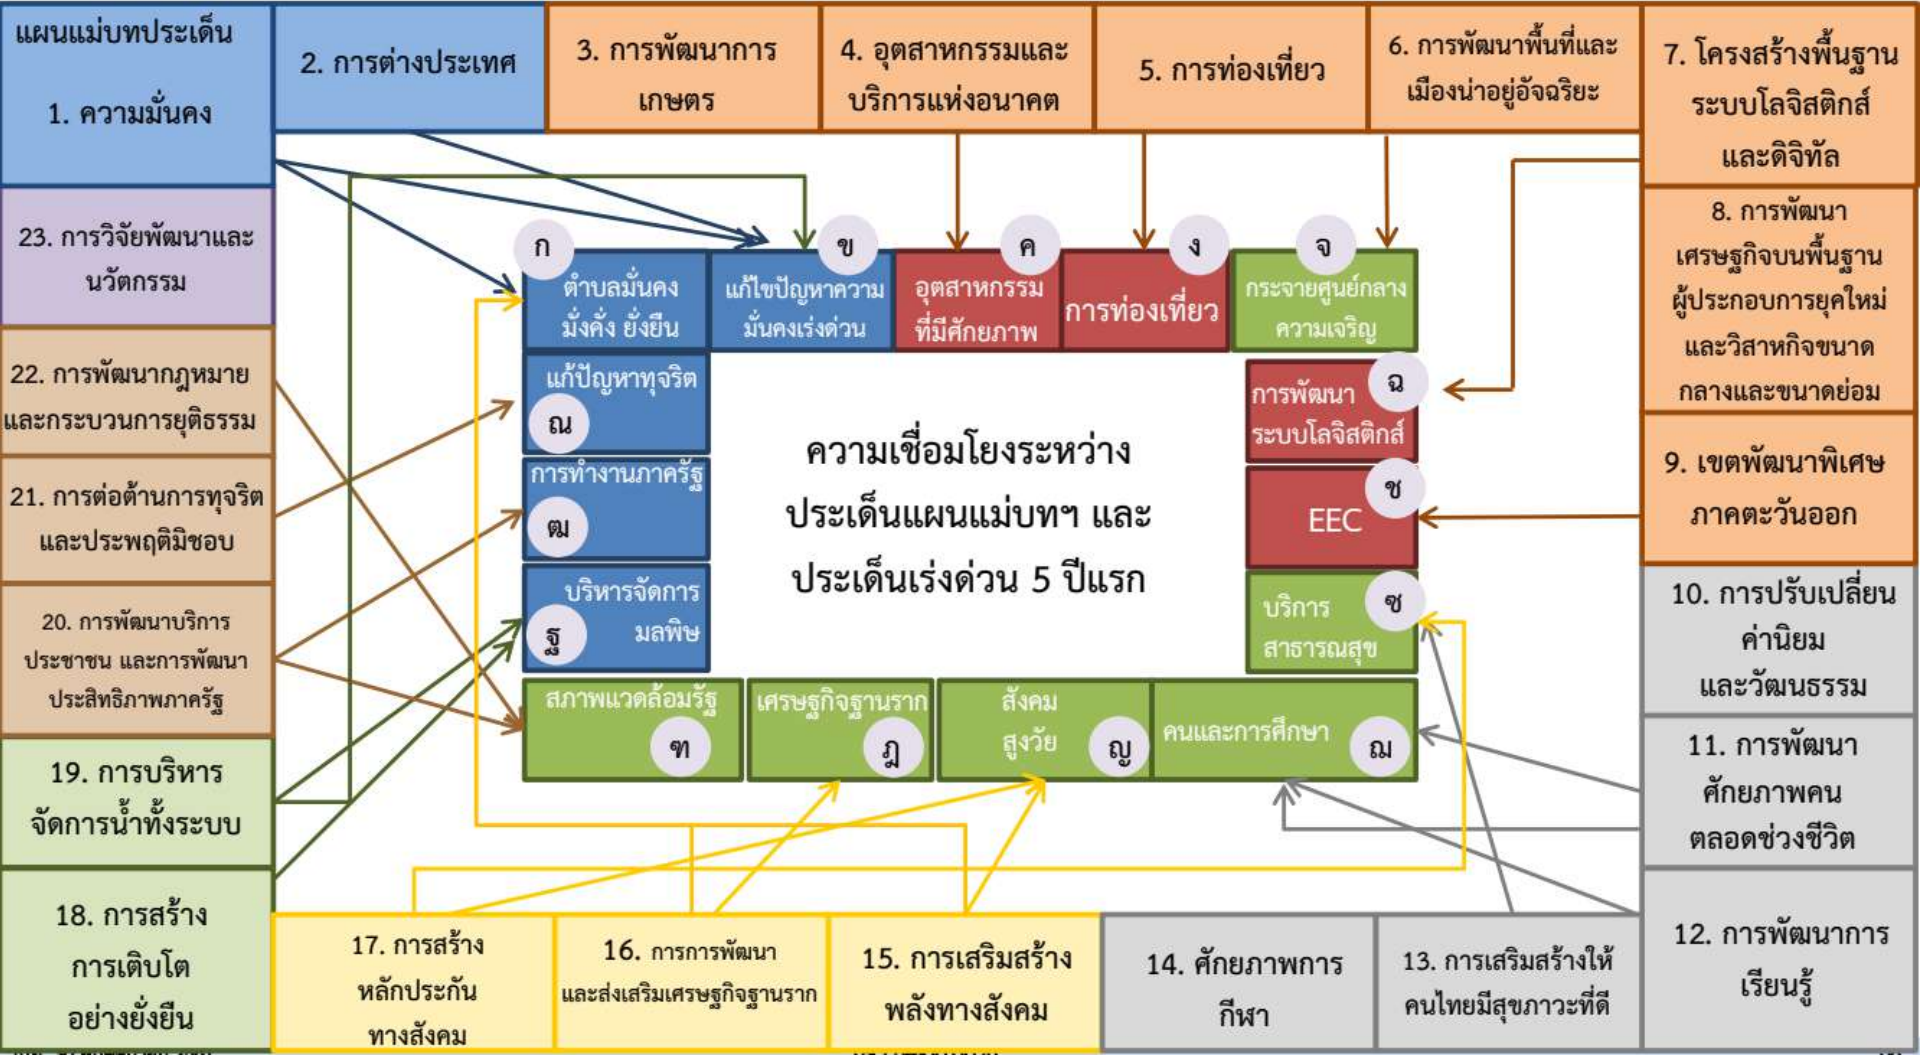 แผนแม่บทประเด็น
1. ความมั่นคง
2. การต่างประเทศ
3. การพัฒนาการ
เกษตร
4. อุตสาหกรรมและ
บริการแห่งอนาคต
5. การท่องเที่ยว
6. การพัฒนาพื้นที่และ
เมืองน่าอยู่อัจฉริยะ
7. โครงสร้างพื้นฐาน
ระบบโลจิสติกส์
และดิจิทัล
8. การพัฒนา
เศรษฐกิจบนพื้นฐาน
ผู้ประกอบการยุคใหม่
และวิสาหกิจขนาด
กลางและขนาดย่อม
9. เขตพัฒนาพิเศษ
ภาคตะวันออก
10. การปรับเปลี่ยน
ค่านิยม
และวัฒนธรรม
11. การพัฒนา
ศักยภาพคน
ตลอดช่วงชีวิต
12. การพัฒนาการ
เรียนรู้
13. การเสริมสร้างให้
คนไทยมีสุขภาวะที่ดี
14. ศักยภาพการ
กีฬา
15. การเสริมสร้าง
พลังทางสังคม
16. การการพัฒนา
และส่งเสริมเศรษฐกิจฐานราก
17. การสร้าง
หลักประกัน
ทางสังคม
18. การสร้าง
การเติบโต
อย่างยั่งยืน
19. การบริหาร
จัดการน้ำทั้งระบบ
20. การพัฒนาบริการ
ประชาชน และการพัฒนา
ประสิทธิภาพภาครัฐ
21. การต่อต้านการทุจริต
และประพฤติมิชอบ
22. การพัฒนากฎหมาย
และกระบวนการยุติธรรม
23. การวิจัยพัฒนาและ
นวัตกรรม
ก
ตำบลมั่นคง
มั่งคั่ง ยั่งยืน
ข
แก้ไขปัญหาความ
มั่นคงเร่งด่วน
ค
อุตสาหกรรม
ที่มีศักยภาพ
ง
การท่องเที่ยว
จ
กระจายศูนย์กลาง
ความเจริญ
ฉ
การพัฒนา
ระบบโลจิสติกส์
ช
EEC
ซ
บริการ
สาธารณสุข
คนและการศึกษา
ฌ
สังคม
สูงวัย
ญ
เศรษฐกิจฐานราก
ฎ
สภาพแวดล้อมรัฐ
ฑ
บริหารจัดการ
มลพิษ
ฐ
การทำงานภาครัฐ
ฒ
แก้ปัญหาทุจริต
ณ
ความเชื่อมโยงระหว่าง
ประเด็นแผนแม่บทฯ และ
ประเด็นเร่งด่วน 5 ปีแรก